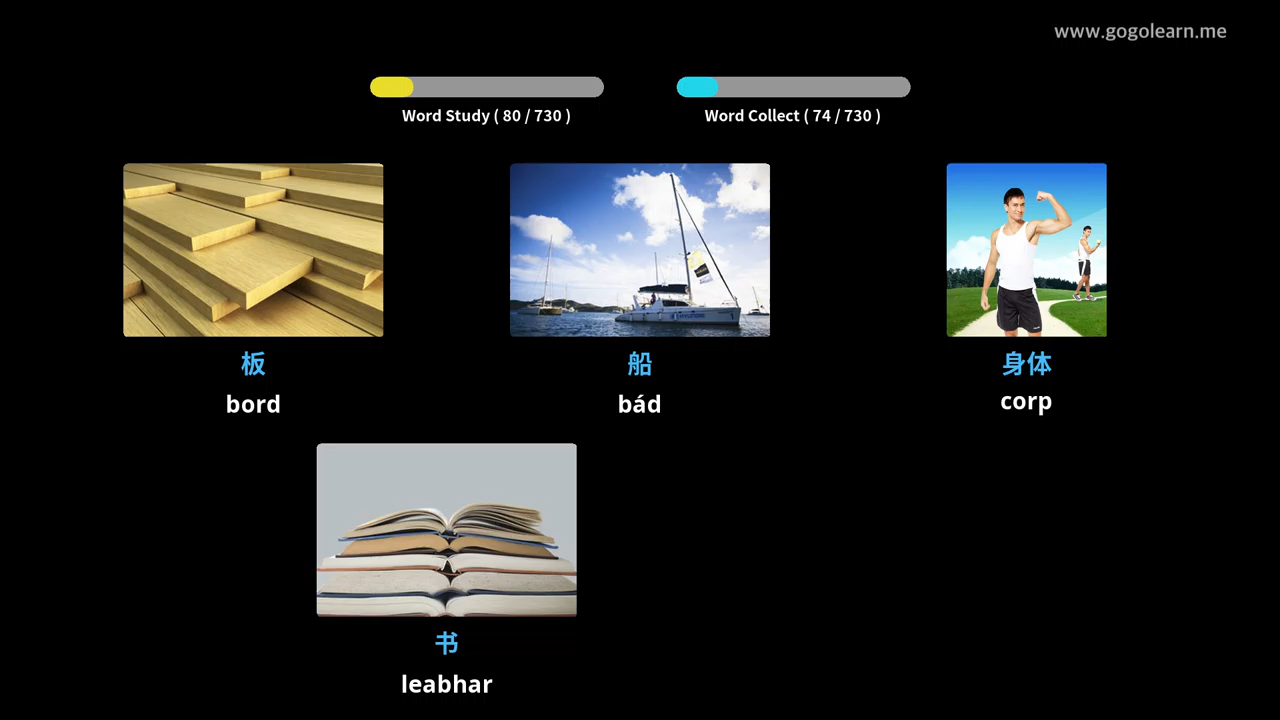 www.gogolearn.me
Word Study ( 80 / 730 )
Word Collect ( 74 / 730 )
板
bord
船
bád
身体
corp
书
leabhar